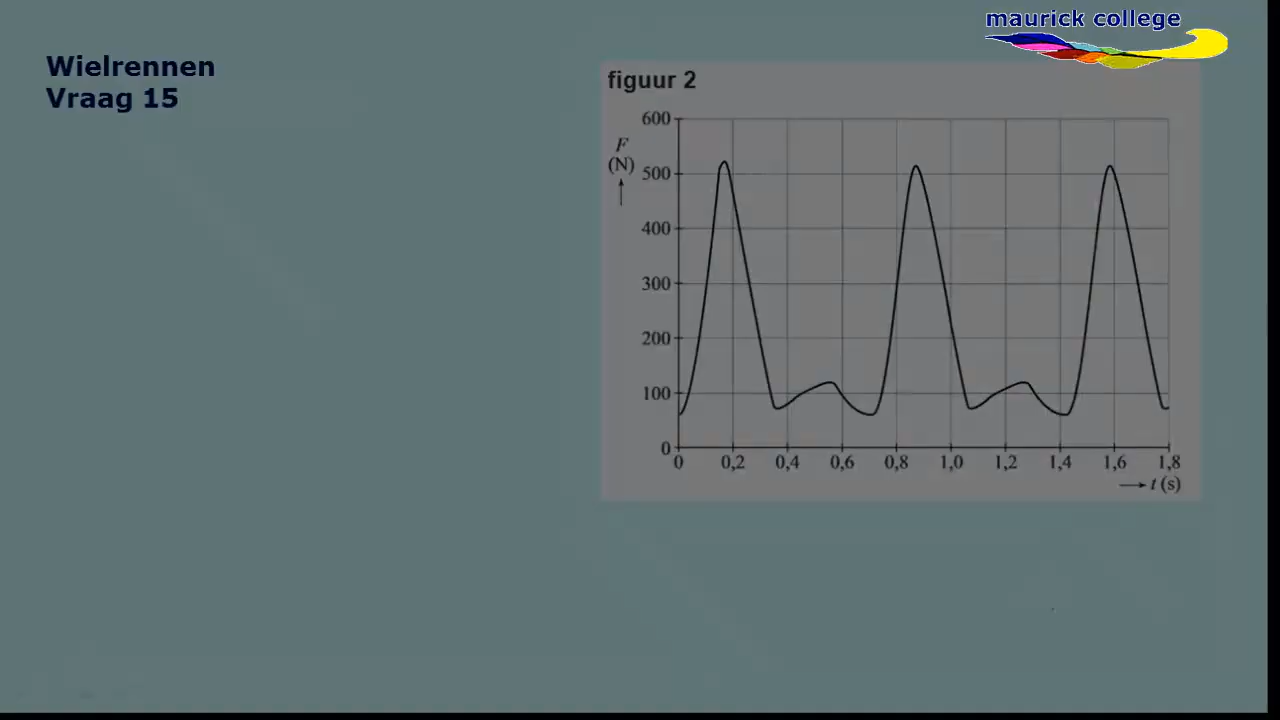 maurick college
Wielrennen
Vraag 15
figuur 2
600
F
(N)
500
400
300
200
100
0
0 0,2 0,4 0,6 0,8 1,0 1,2 1,4 1,6 1,8
t (s)